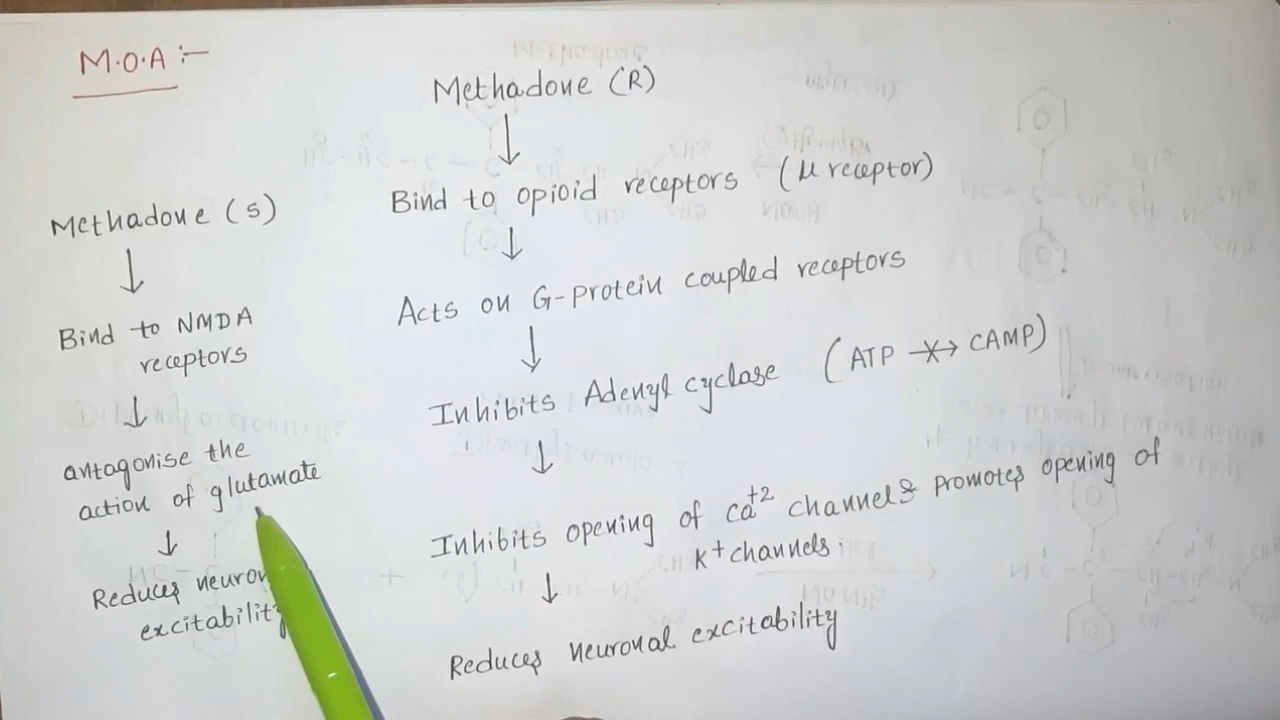 M.O.A :-
Methadone (R)
Bind to opioid receptors (μ receptor)
Acts on G-protein coupled receptors
Inhibits Adenyl cyclase (ATP ↛ CAMP)
Inhibits opening of Ca+2 channels & promotes opening of
K+ channels
Reduces neuronal excitability
Methadone (S)
Bind to NMDA
receptors
antagonise the
action of glutamate
Reduces
excitability